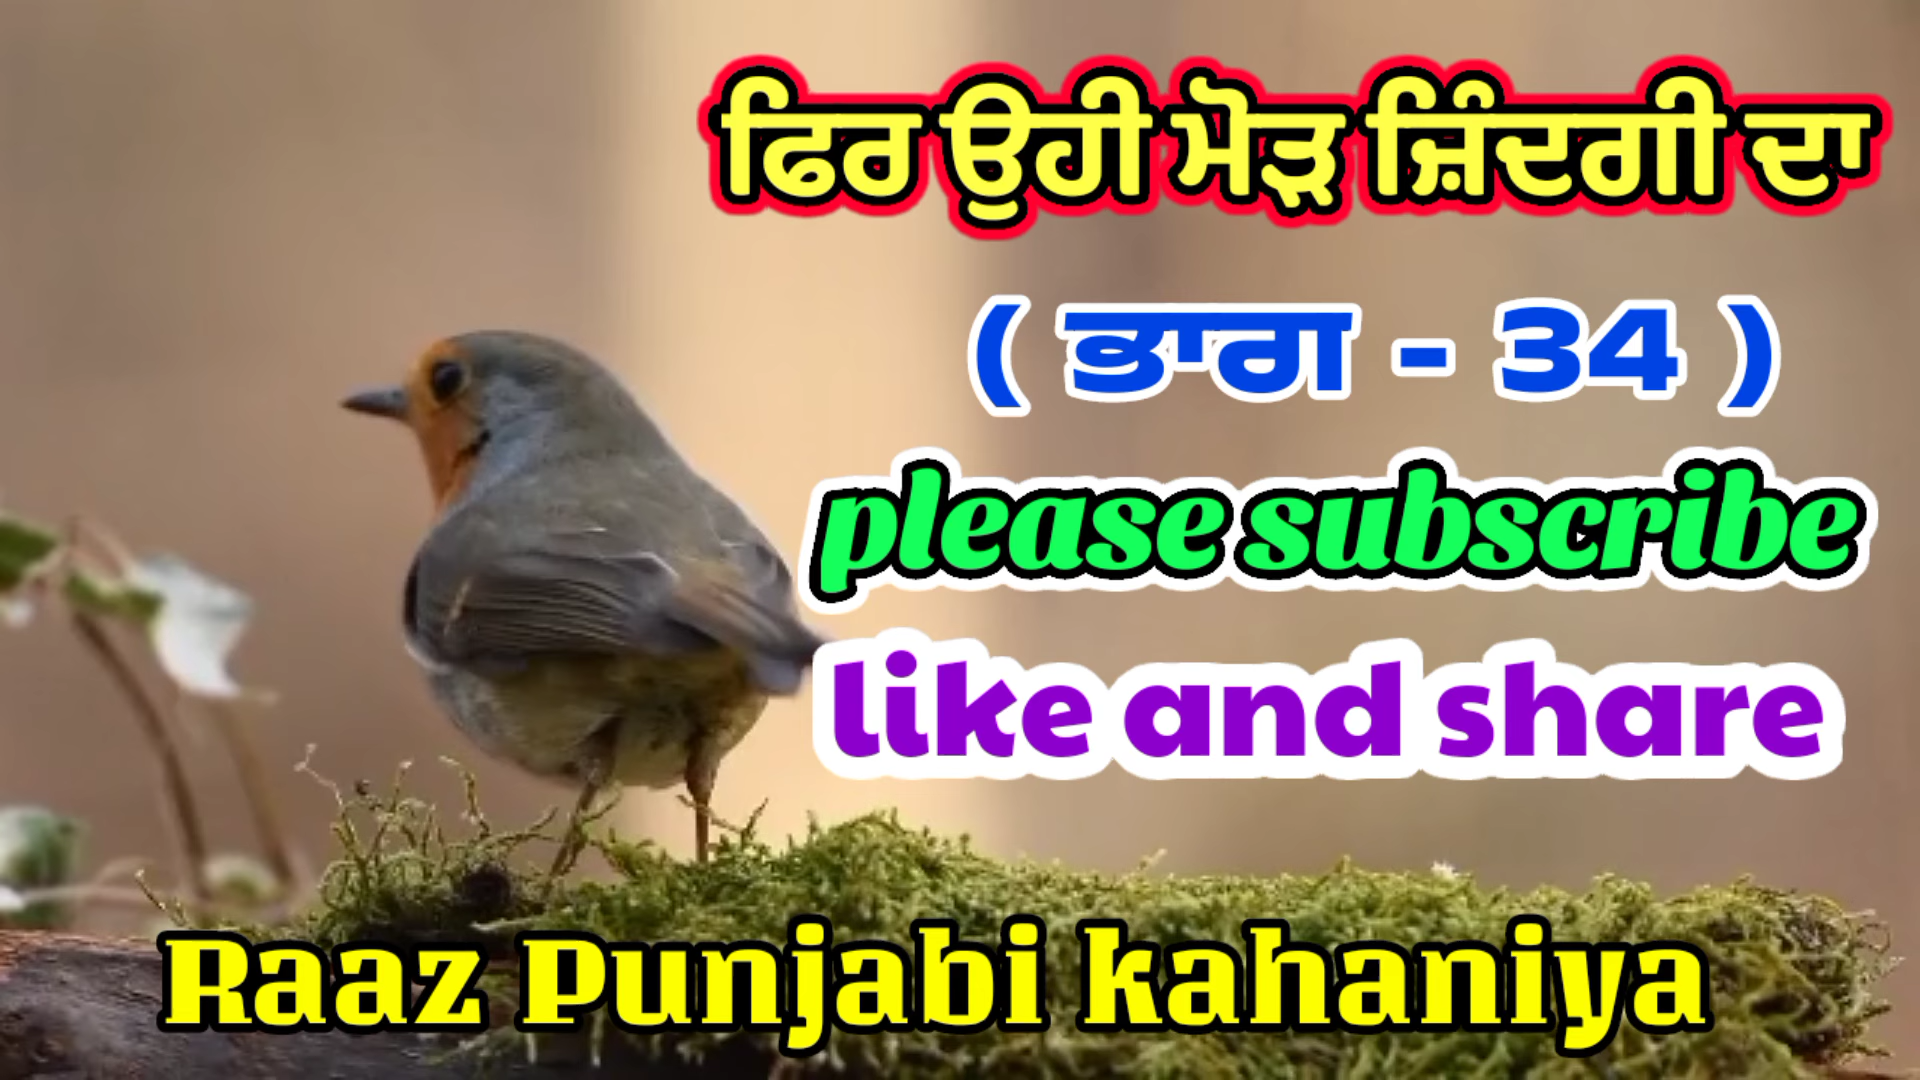 ਫਿਰ ਉਹੀ ਮੋੜ ਜ਼ਿੰਦਗੀ ਦਾ
( ਭਾਗ - 34 )
please subscribe
like and share
Raaz Punjabi kahaniya